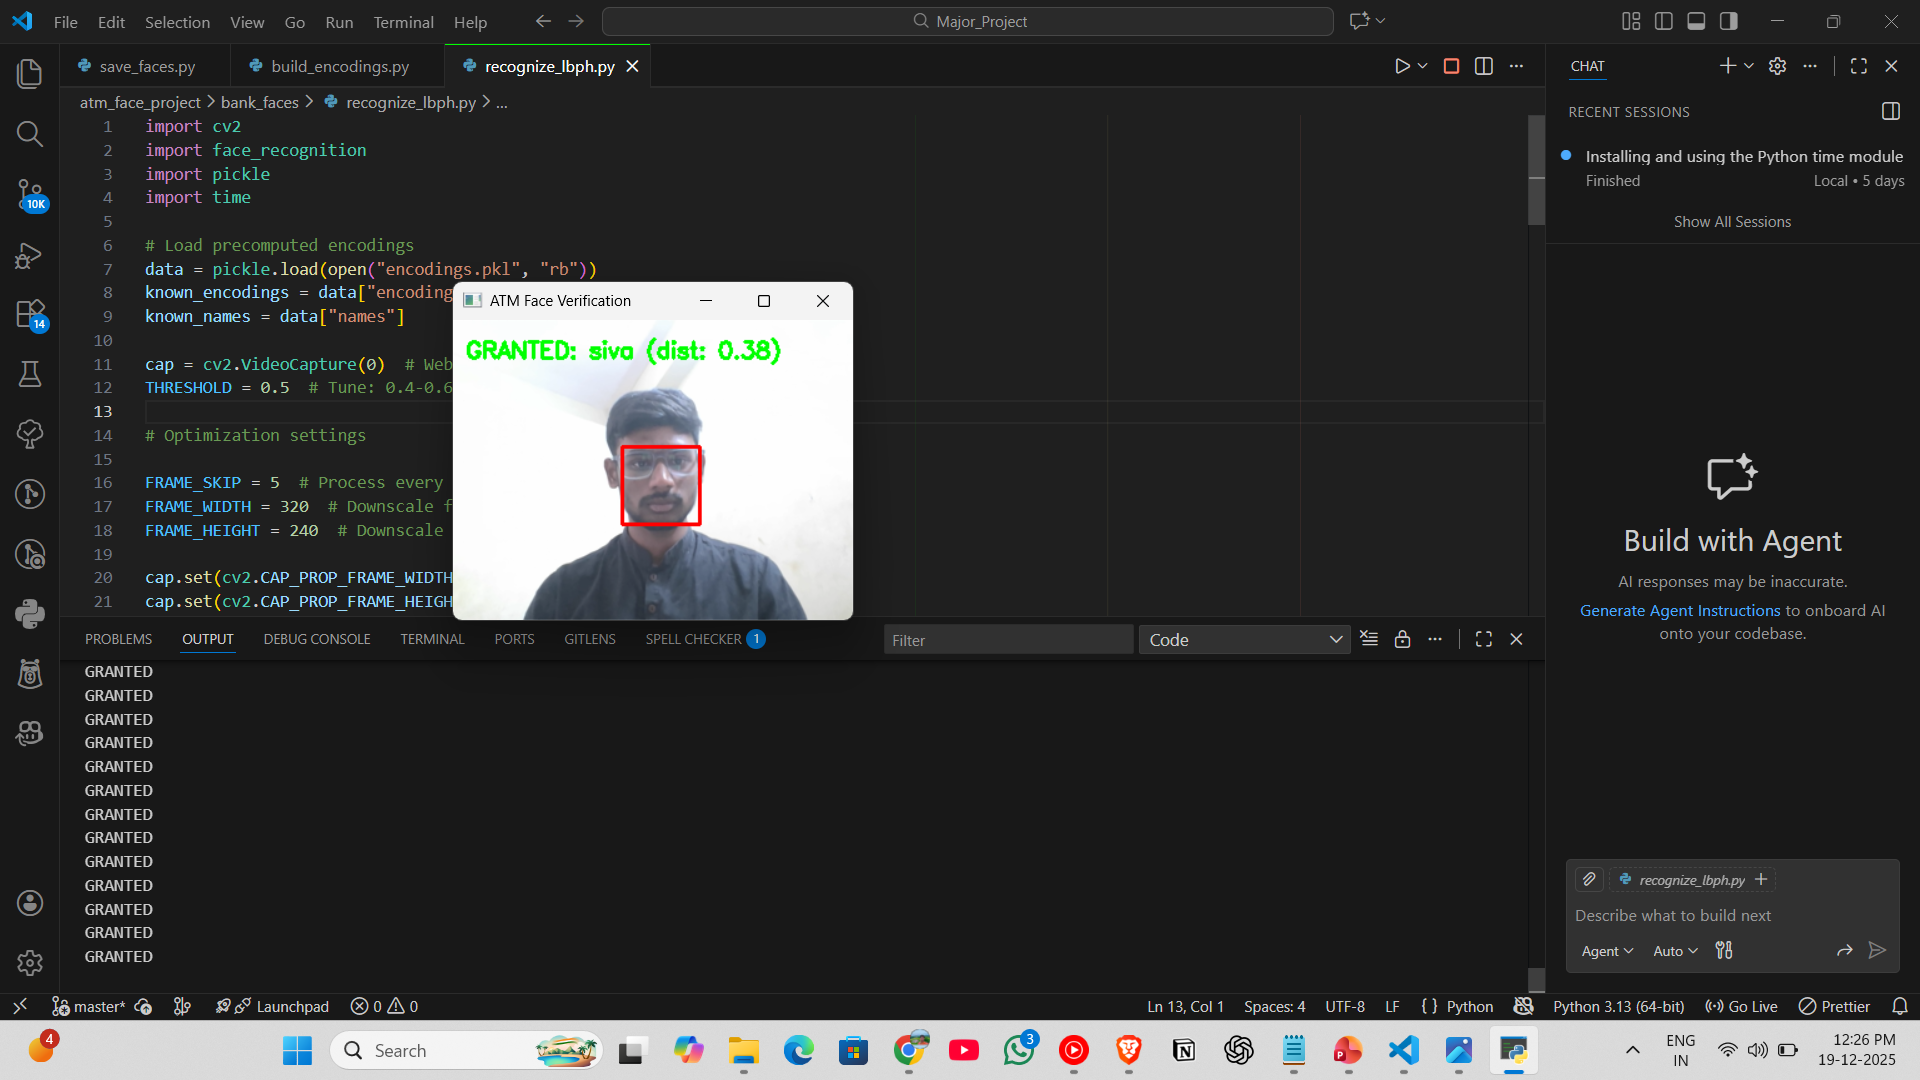 File Edit Selection View Go Run Terminal Help
Major_Project
save_faces.py
build_encodings.py
recognize_lbph.py
atm_face_project > bank_faces > recognize_lbph.py > ...
1 import cv2
2 import face_recognition
3 import pickle
4 import time
5
6 # Load precomputed encodings
7 data = pickle.load(open("encodings.pkl", "rb"))
8 known_encodings = data["encoding
9 known_names = data["names"]
10
11 cap = cv2.VideoCapture(0)  # Web
12 THRESHOLD = 0.5  # Tune: 0.4-0.6
13
14 # Optimization settings
15
16 FRAME_SKIP = 5  # Process every
17 FRAME_WIDTH = 320  # Downscale f
18 FRAME_HEIGHT = 240  # Downscale
19
20 cap.set(cv2.CAP_PROP_FRAME_WIDTH
21 cap.set(cv2.CAP_PROP_FRAME_HEIGH
ATM Face Verification
GRANTED: siva (dist: 0.38)
10K
14
PROBLEMS OUTPUT DEBUG CONSOLE TERMINAL PORTS GITLENS SPELL CHECKER 1
Filter
Code
GRANTED
GRANTED
GRANTED
GRANTED
GRANTED
GRANTED
GRANTED
GRANTED
GRANTED
GRANTED
GRANTED
GRANTED
GRANTED
CHAT
RECENT SESSIONS
Installing and using the Python time module
Finished Local • 5 days
Show All Sessions
Build with Agent
AI responses may be inaccurate.
Generate Agent Instructions to onboard AI
onto your codebase.
recognize_lbph.py
Describe what to build next
Agent Auto
master* Launchpad 0 0
Ln 13, Col 1 Spaces: 4 UTF-8 LF {} Python Python 3.13 (64-bit) Go Live Prettier
4
Search
3
ENG
IN
12:26 PM
19-12-2025